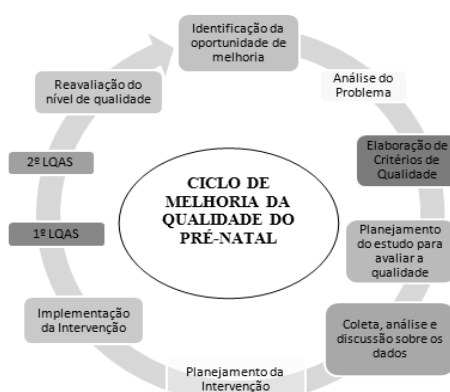 Identificação da
oportunidade de
melhoria
Análise do
Problema
Elaboração de
Critérios de
Qualidade
Planejamento
do estudo para
avaliar a
qualidade
Coleta, análise e
discussão sobre os
dados
Planejamento da
Intervenção
Implementação
da Intervenção
1º LQAS
2º LQAS
Reavaliação do
nível de qualidade
CICLO DE
MELHORIA DA
QUALIDADE DO
PRÉ-NATAL